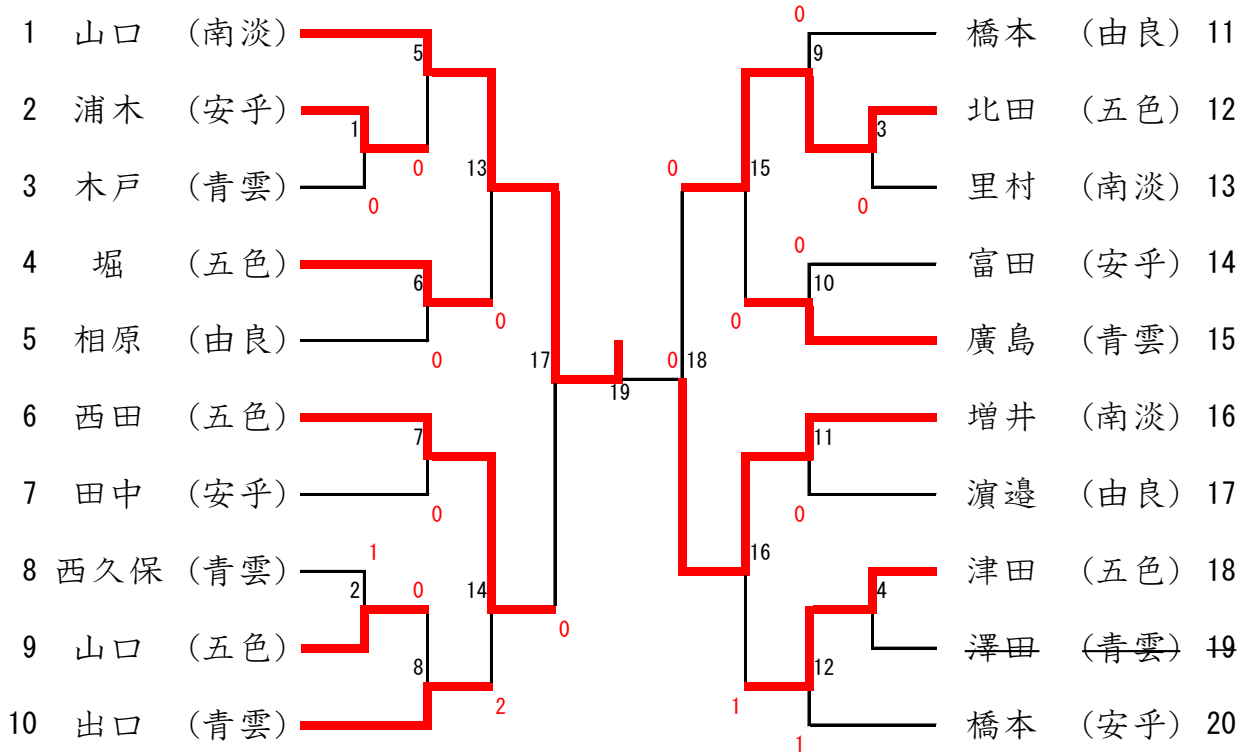 1 山口 (南淡)
2 浦木 (安乎)
3 木戸 (青雲)
4 堀 (五色)
5 相原 (由良)
6 西田 (五色)
7 田中 (安乎)
8 西久保 (青雲)
9 山口 (五色)
10 出口 (青雲)
5
1
0
13
0
6
0
0
17
7
0
1
2
0
14
0
8
2
19
0
9
0
15
3
0
0
10
0
0
18
11
0
16
4
12
1
1
橋本 (由良) 11
北田 (五色) 12
里村 (南淡) 13
富田 (安乎) 14
廣島 (青雲) 15
増井 (南淡) 16
濵邉 (由良) 17
津田 (五色) 18
澤田 (青雲) 19
橋本 (安乎) 20